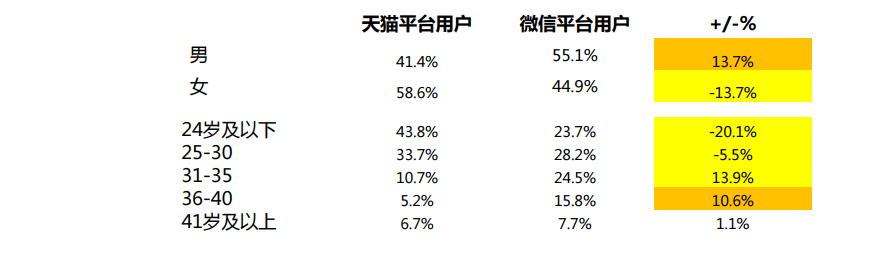 天猫平台用户 微信平台用户 +/-%
男 41.4% 55.1% 13.7%
女 58.6% 44.9% -13.7%
24岁及以下 43.8% 23.7% -20.1%
25-30 33.7% 28.2% -5.5%
31-35 10.7% 24.5% 13.9%
36-40 5.2% 15.8% 10.6%
41岁及以上 6.7% 7.7% 1.1%